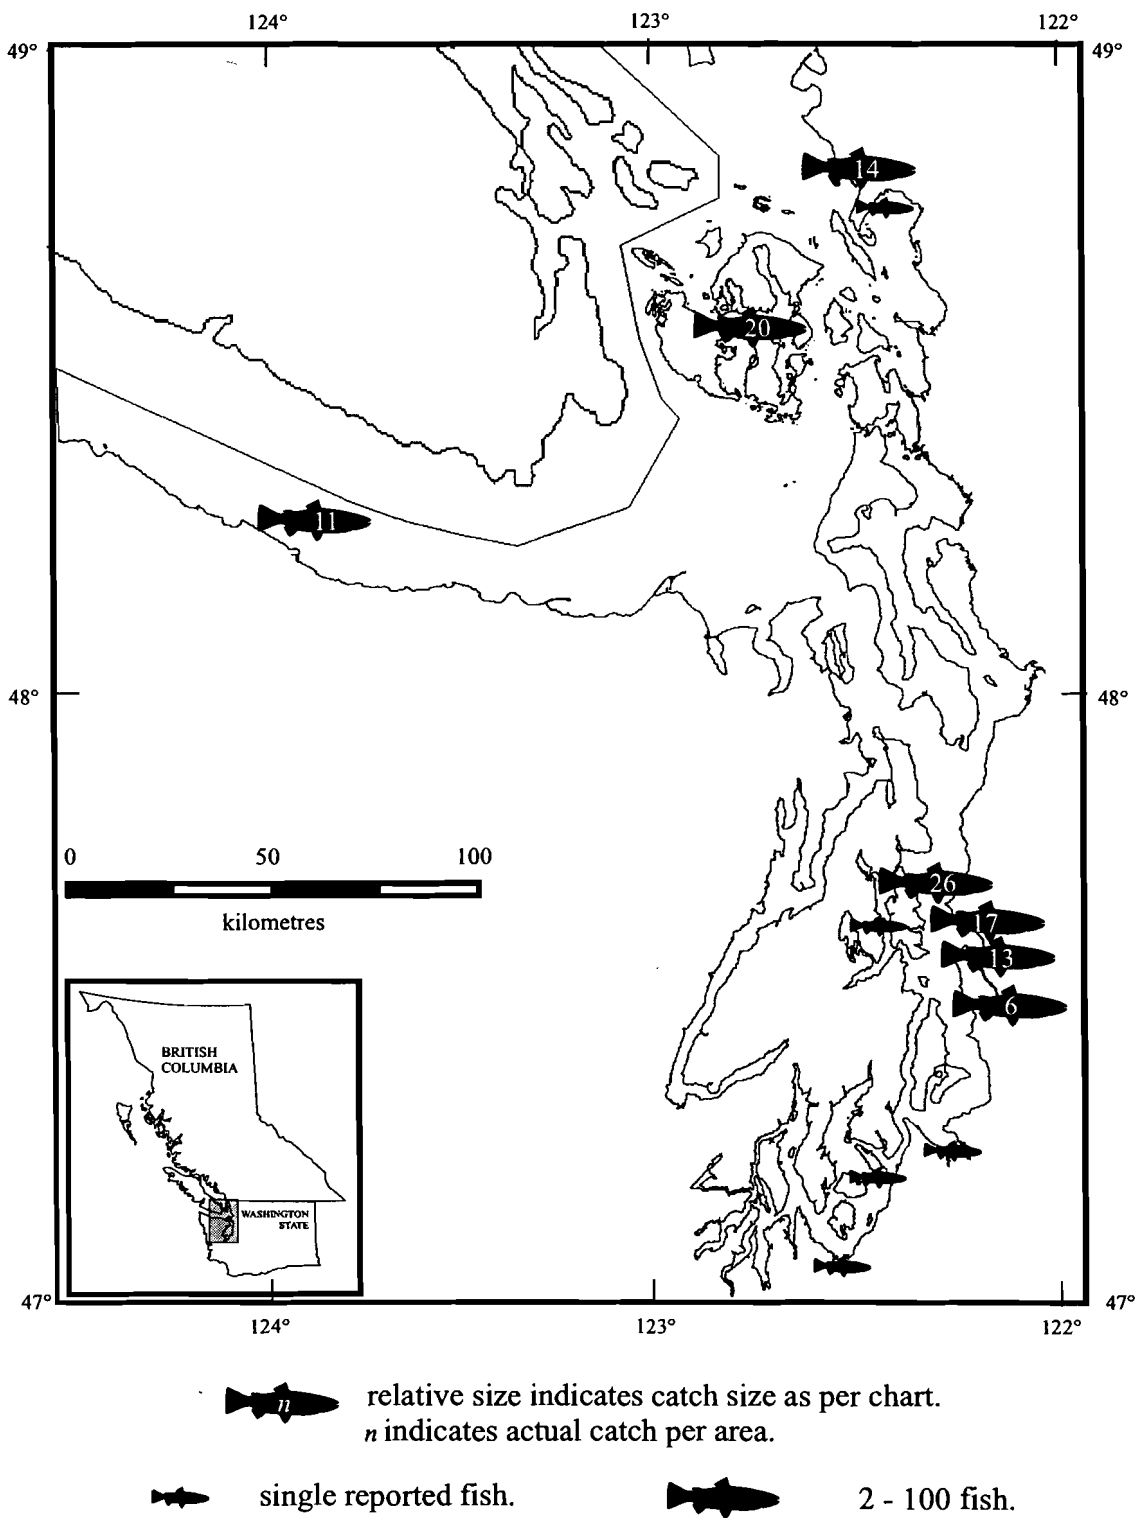 124° 123° 122°
49° 49°
14
20
11
48° 48°
0 50 100
kilometres
26
17
13
6
BRITISH
COLUMBIA
WASHINGTON
STATE
47° 47°
124° 123° 122°
n relative size indicates catch size as per chart.
n indicates actual catch per area.
single reported fish. 2 - 100 fish.